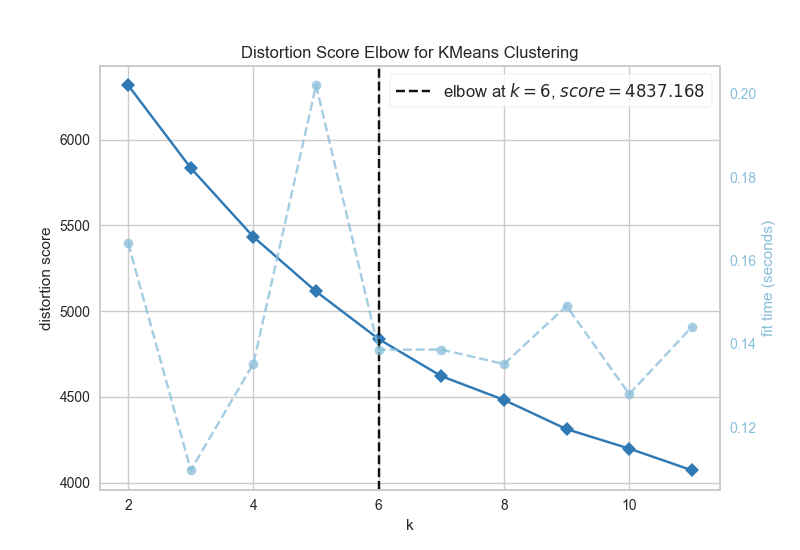 Distortion Score Elbow for KMeans Clustering
elbow at k = 6, score = 4837.168
distortion score
6000
5500
5000
4500
4000
0.20
0.18
0.16
0.14
0.12
fit time (seconds)
2 4 6 8 10
k